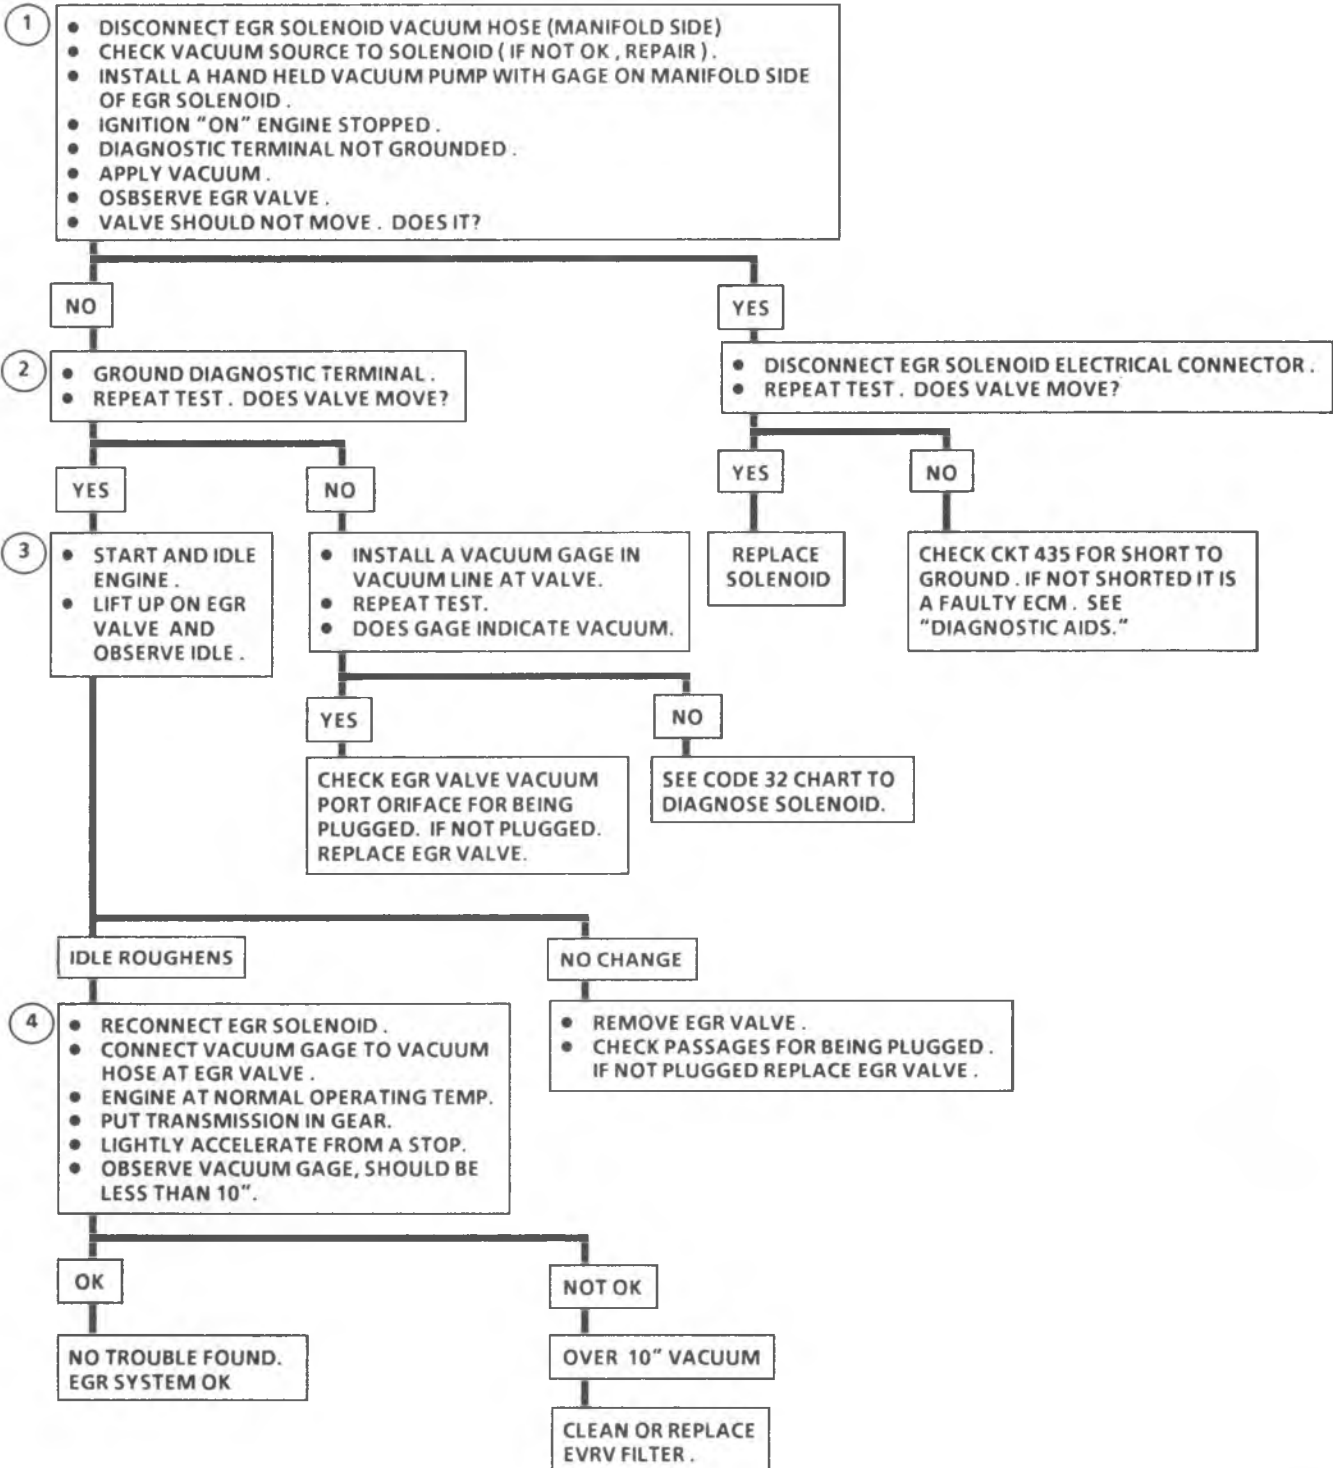 1
• DISCONNECT EGR SOLENOID VACUUM HOSE (MANIFOLD SIDE)
• CHECK VACUUM SOURCE TO SOLENOID ( IF NOT OK , REPAIR ) .
• INSTALL A HAND HELD VACUUM PUMP WITH GAGE ON MANIFOLD SIDE
OF EGR SOLENOID .
• IGNITION "ON" ENGINE STOPPED .
• DIAGNOSTIC TERMINAL NOT GROUNDED .
• APPLY VACUUM .
• OSBSERVE EGR VALVE .
• VALVE SHOULD NOT MOVE . DOES IT?
NO
YES
2
• GROUND DIAGNOSTIC TERMINAL .
• REPEAT TEST . DOES VALVE MOVE?
• DISCONNECT EGR SOLENOID ELECTRICAL CONNECTOR .
• REPEAT TEST . DOES VALVE MOVE?
YES
NO
YES
NO
3
• START AND IDLE
ENGINE .
• LIFT UP ON EGR
VALVE AND
OBSERVE IDLE .
• INSTALL A VACUUM GAGE IN
VACUUM LINE AT VALVE.
• REPEAT TEST.
• DOES GAGE INDICATE VACUUM.
REPLACE
SOLENOID
CHECK CKT 435 FOR SHORT TO
GROUND . IF NOT SHORTED IT IS
A FAULTY ECM . SEE
"DIAGNOSTIC AIDS."
YES
NO
CHECK EGR VALVE VACUUM
PORT ORIFACE FOR BEING
PLUGGED. IF NOT PLUGGED.
REPLACE EGR VALVE.
SEE CODE 32 CHART TO
DIAGNOSE SOLENOID.
IDLE ROUGHENS
NO CHANGE
4
• RECONNECT EGR SOLENOID .
• CONNECT VACUUM GAGE TO VACUUM
HOSE AT EGR VALVE .
• ENGINE AT NORMAL OPERATING TEMP.
• PUT TRANSMISSION IN GEAR.
• LIGHTLY ACCELERATE FROM A STOP.
• OBSERVE VACUUM GAGE, SHOULD BE
LESS THAN 10".
• REMOVE EGR VALVE .
• CHECK PASSAGES FOR BEING PLUGGED .
IF NOT PLUGGED REPLACE EGR VALVE .
OK
NOT OK
NO TROUBLE FOUND.
EGR SYSTEM OK
OVER 10" VACUUM
CLEAN OR REPLACE
EVRV FILTER .